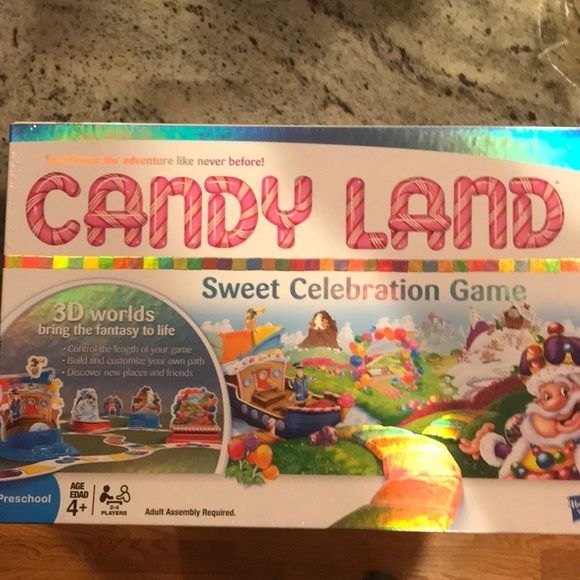 the adventure like never before!
CANDY LAND
Sweet Celebration Game
3D worlds
bring the fantasy to life
• Control the length of your game
• Build and customize your own path
• Discover new places and friends
Preschool
AGE
EDAD
4+
2-4
PLAYERS
Adult Assembly Required.